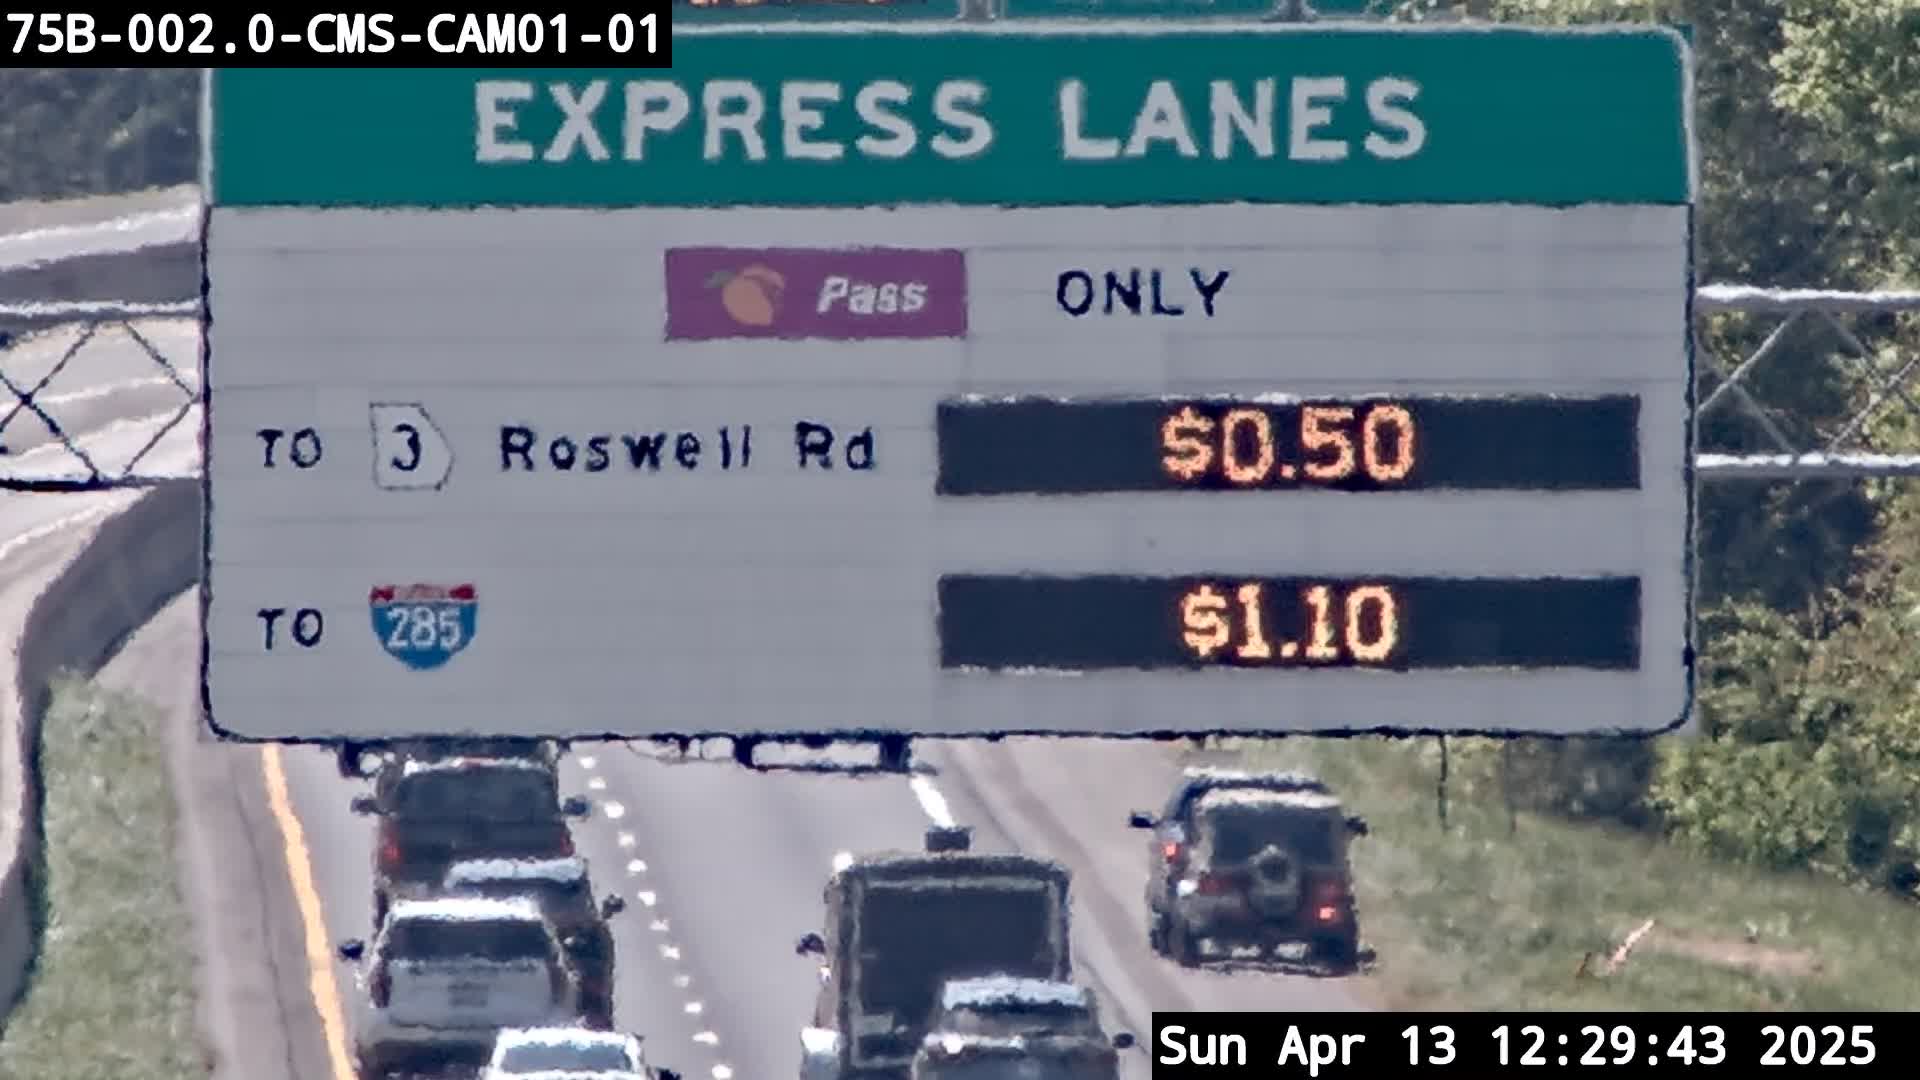 75B-002.0-CMS-CAM01-01
EXPRESS LANES
Pass ONLY
TO 3 Roswell Rd $0.50
TO 285 $1.10
Sun Apr 13 12:29:43 2025